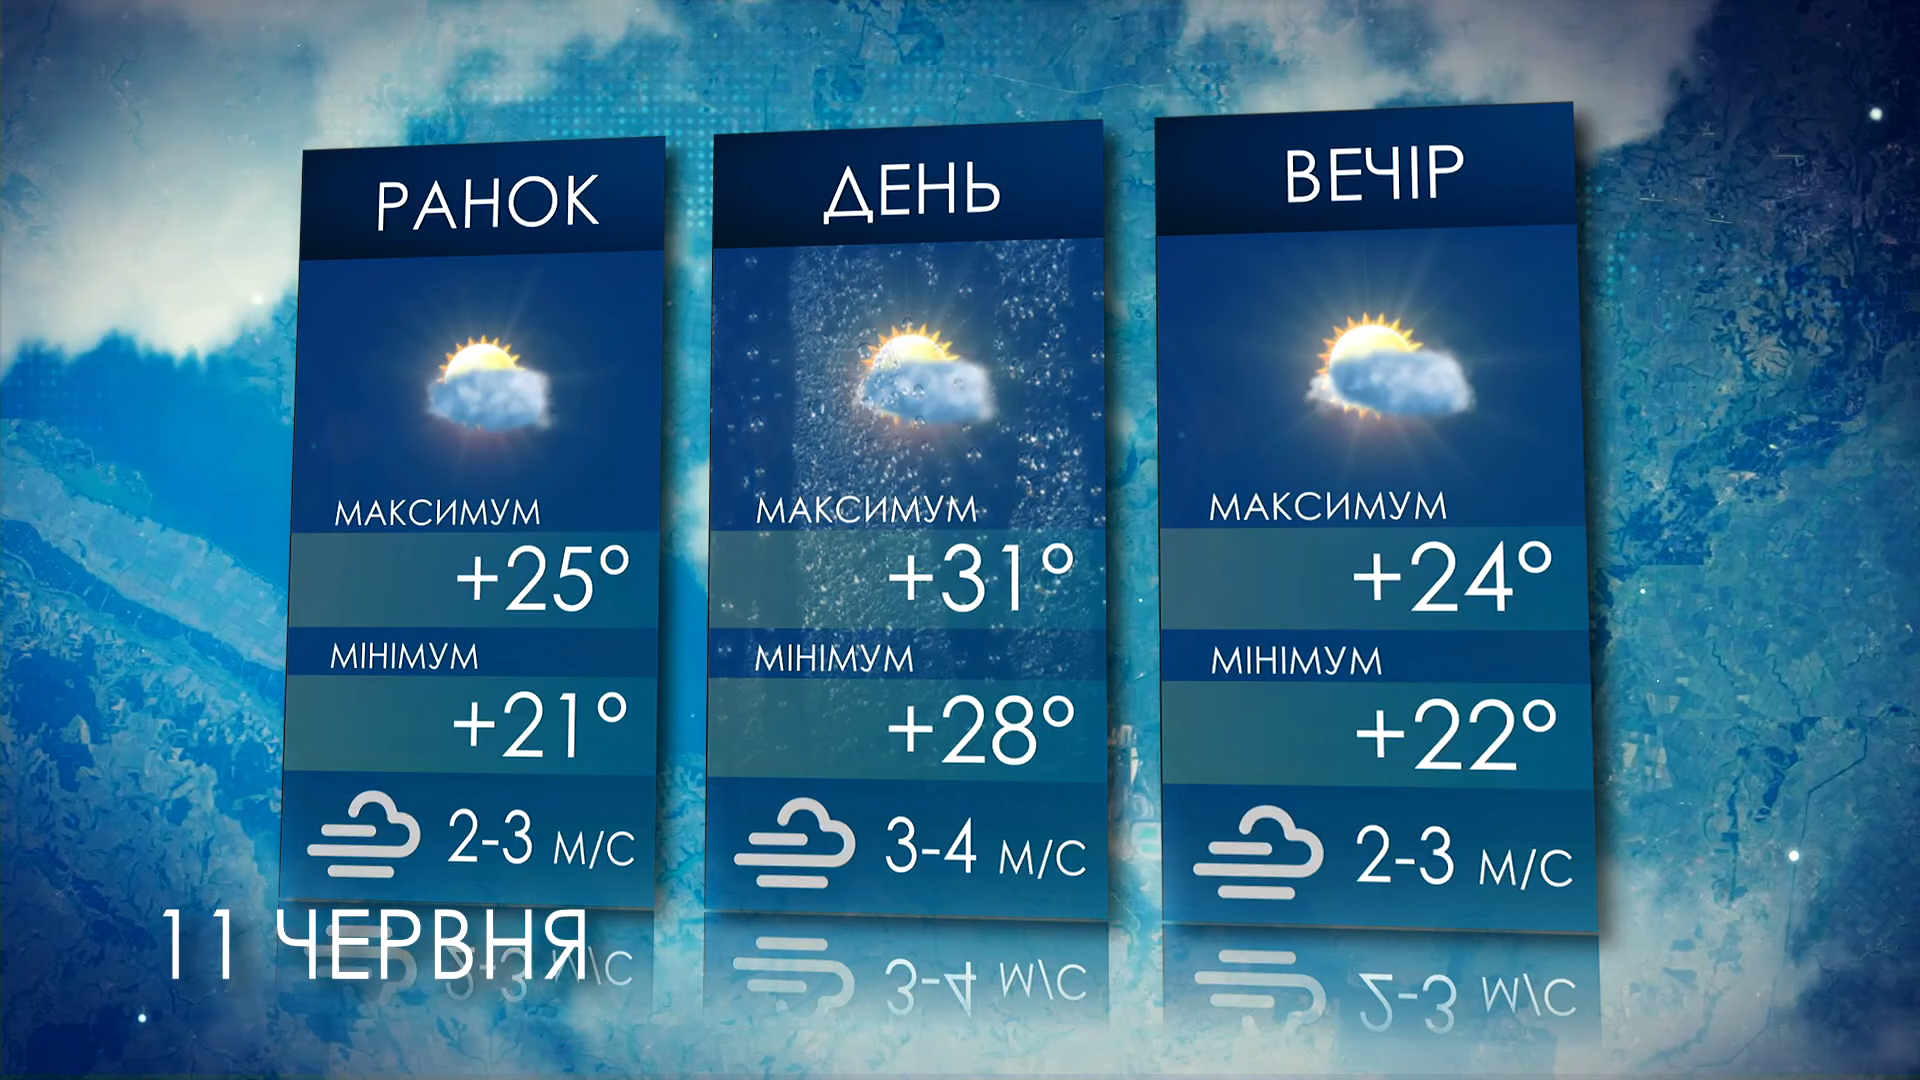 РАНОК
МАКСИМУМ
+25°
МІНІМУМ
+21°
2-3 М/С
ДЕНЬ
МАКСИМУМ
+31°
МІНІМУМ
+28°
3-4 М/С
ВЕЧІР
МАКСИМУМ
+24°
МІНІМУМ
+22°
2-3 М/С
11 ЧЕРВНЯ